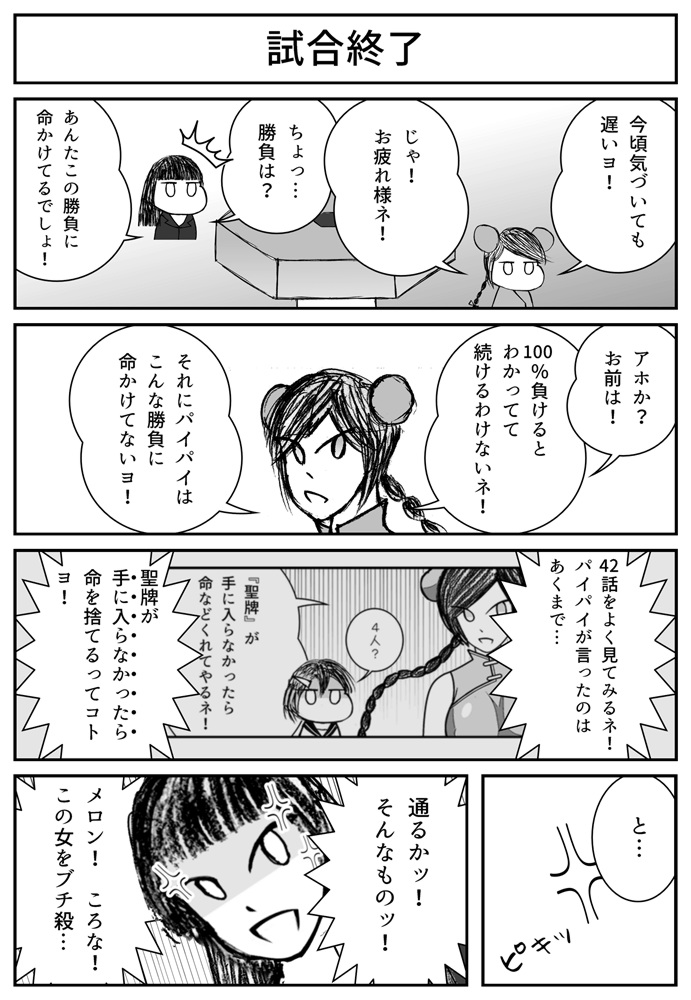 試合終了
今頃気づいても
遅いヨ！
じゃ！
お疲れ様ネ！
ちょっ…
勝負は？
あんたこの勝負に
命かけてるでしょ！
アホか？
お前は！
100％負けると
わかってて
続けるわけないネ！
それにパイパイは
こんな勝負に
命かけてないヨ！
42話をよく見てみるネ！
パイパイが言ったのは
あくまで…
4人？
『聖牌』が
手に入らなかったら
命などくれてやるネ！
聖牌が
手に入らなかったら
命を捨てるってコト
ヨ！
と…
ピキッ
通るかッ！
そんなものッ！
メロン！　ころな！
この女をブチ殺…